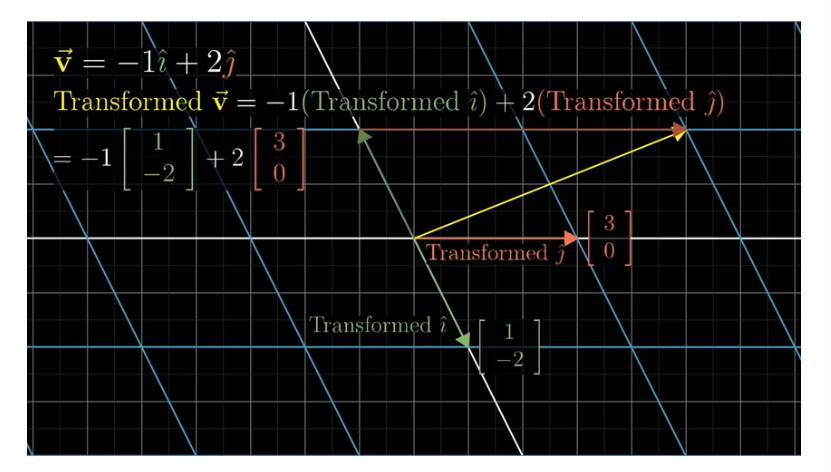 v⃗ = −1î + 2ĵ
Transformed v⃗ = −1(Transformed î) + 2(Transformed ĵ)
= −1 [1 −2] + 2 [3 0]
Transformed ĵ [3 0]
Transformed î [1 −2]